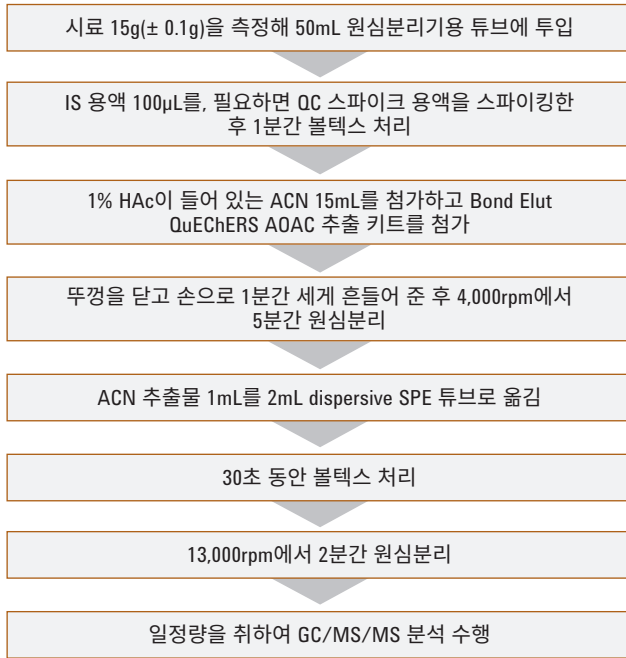 시료 15g(± 0.1g)을 측정해 50mL 원심분리기용 튜브에 투입
IS 용액 100µL를, 필요하면 QC 스파이크 용액을 스파이킹한
후 1분간 볼텍스 처리
1% HAc이 들어 있는 ACN 15mL를 첨가하고 Bond Elut
QuEChERS AOAC 추출 키트를 첨가
뚜껑을 닫고 손으로 1분간 세게 흔들어 준 후 4,000rpm에서
5분간 원심분리
ACN 추출물 1mL를 2mL dispersive SPE 튜브로 옮김
30초 동안 볼텍스 처리
13,000rpm에서 2분간 원심분리
일정량을 취하여 GC/MS/MS 분석 수행